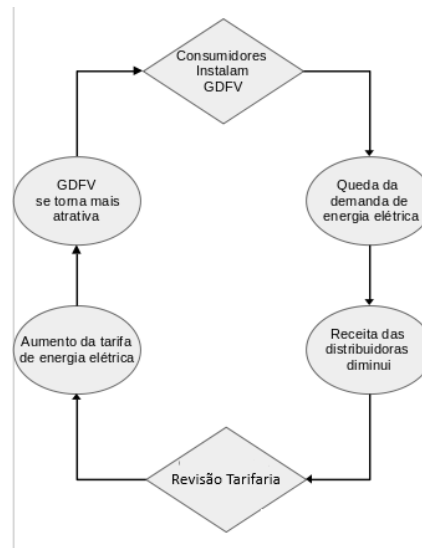 Consumidores
Instalam
GDFV
Queda da
demanda de
energia elétrica
Receita das
distribuidoras
diminui
Revisão Tarifaria
Aumento da tarifa
de energia elétrica
GDFV
se torna mais
atrativa